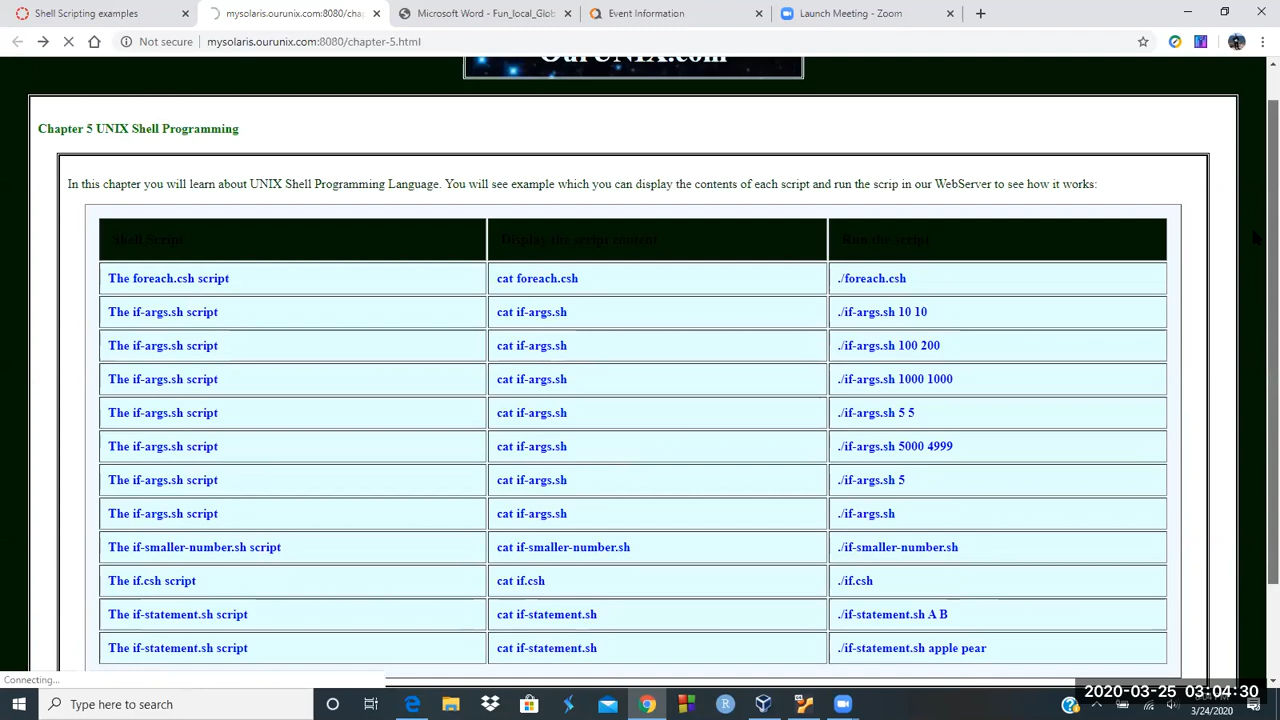 Shell Scripting examples
mysolaris.ourunix.com:8080/cha
Microsoft Word - Fun_local_Glob
Event Information
Launch Meeting - Zoom
Not secure | mysolaris.ourunix.com:8080/chapter-5.html
OurUNIX.com
Chapter 5 UNIX Shell Programming
In this chapter you will learn about UNIX Shell Programming Language. You will see example which you can display the contents of each script and run the scrip in our WebServer to see how it works:
Shell Script Display the script content Run the script
The foreach.csh script cat foreach.csh ./foreach.csh
The if-args.sh script cat if-args.sh ./if-args.sh 10 10
The if-args.sh script cat if-args.sh ./if-args.sh 100 200
The if-args.sh script cat if-args.sh ./if-args.sh 1000 1000
The if-args.sh script cat if-args.sh ./if-args.sh 5 5
The if-args.sh script cat if-args.sh ./if-args.sh 5000 4999
The if-args.sh script cat if-args.sh ./if-args.sh 5
The if-args.sh script cat if-args.sh ./if-args.sh
The if-smaller-number.sh script cat if-smaller-number.sh ./if-smaller-number.sh
The if.csh script cat if.csh ./if.csh
The if-statement.sh script cat if-statement.sh ./if-statement.sh A B
The if-statement.sh script cat if-statement.sh ./if-statement.sh apple pear
Connecting...
Type here to search
2020-03-25 03:04:30
3/24/2020